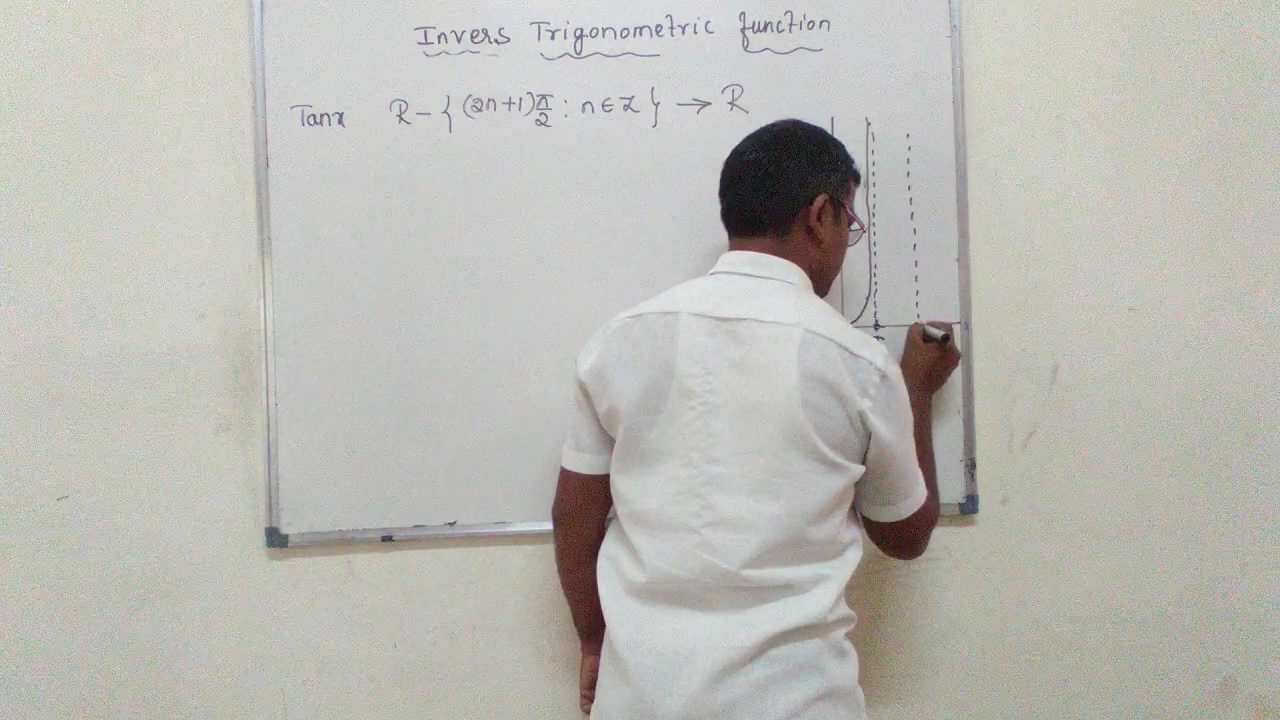 Invers Trigonometric function
Tanx R - { (2n+1)π/2 : n ∈ Z } → R